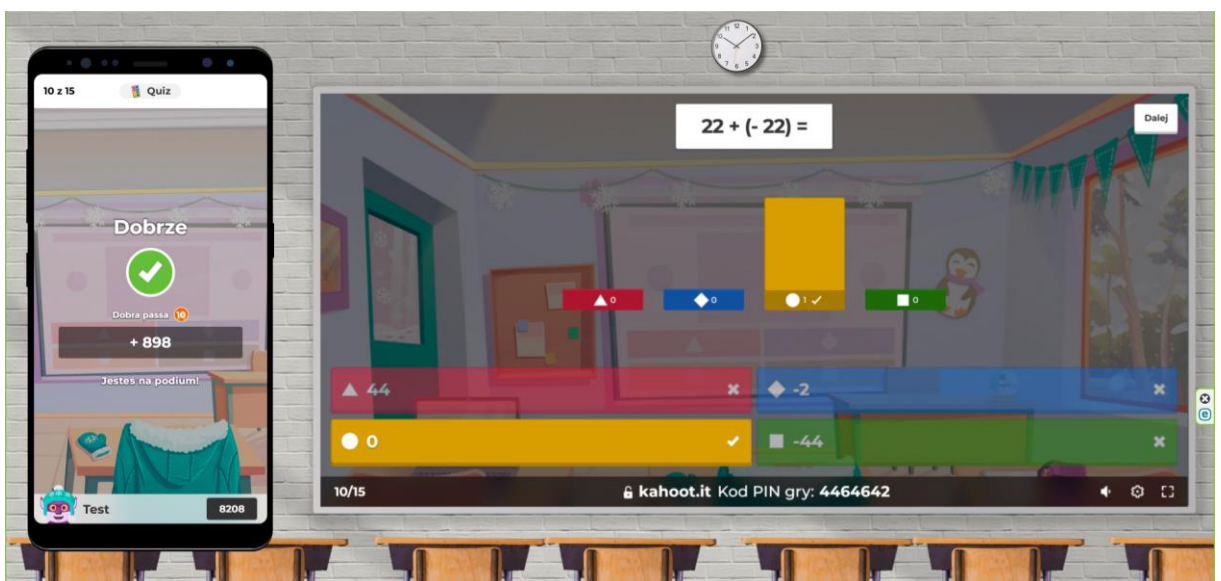 10 z 15
Quiz
Dobrze
Dobra passa 10
+ 898
Jesteś na podium!
Test
8208
22 + (- 22) =
Dalej
0
0
1
0
44
-2
0
-44
10/15
kahoot.it Kod PIN gry: 4464642